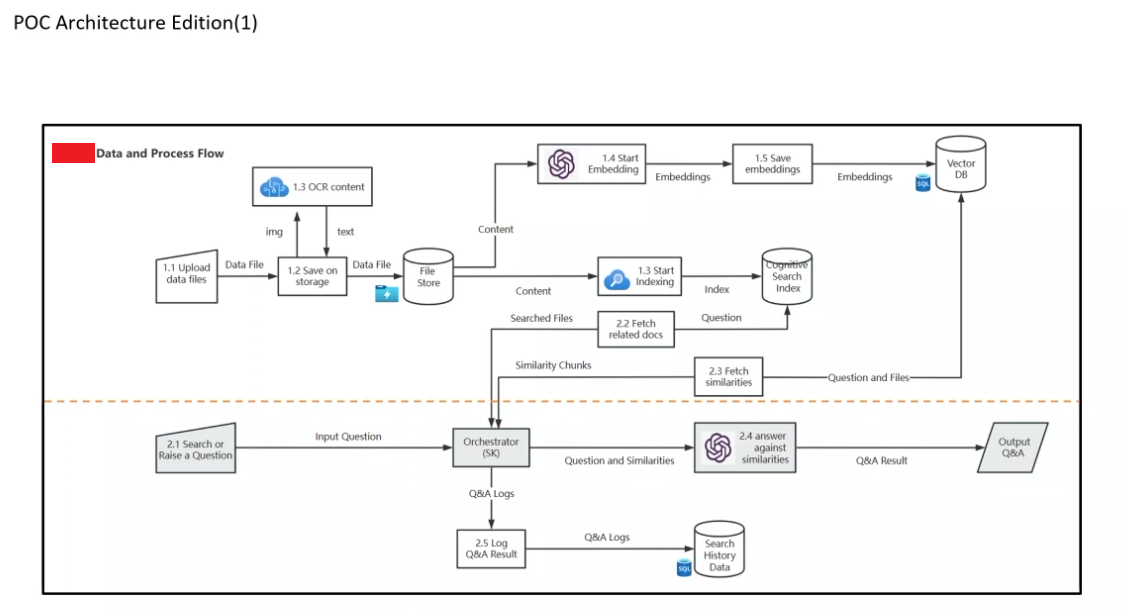 POC Architecture Edition(1)
Data and Process Flow
1.3 OCR content
img
text
1.1 Upload
data files
Data File
1.2 Save on
storage
Data File
File
Store
Content
1.4 Start
Embedding
Embeddings
1.5 Save
embeddings
Embeddings
SQL
Vector
DB
Content
1.3 Start
Indexing
Index
Cognitive
Search
Index
Searched Files
2.2 Fetch
related docs
Question
Similarity Chunks
2.3 Fetch
similarities
Question and Files
2.1 Search or
Raise a Question
Input Question
Orchestrator
(SK)
Question and Similarities
2.4 answer
against
similarities
Q&A Result
Output
Q&A
Q&A Logs
2.5 Log
Q&A Result
Q&A Logs
SQL
Search
History
Data